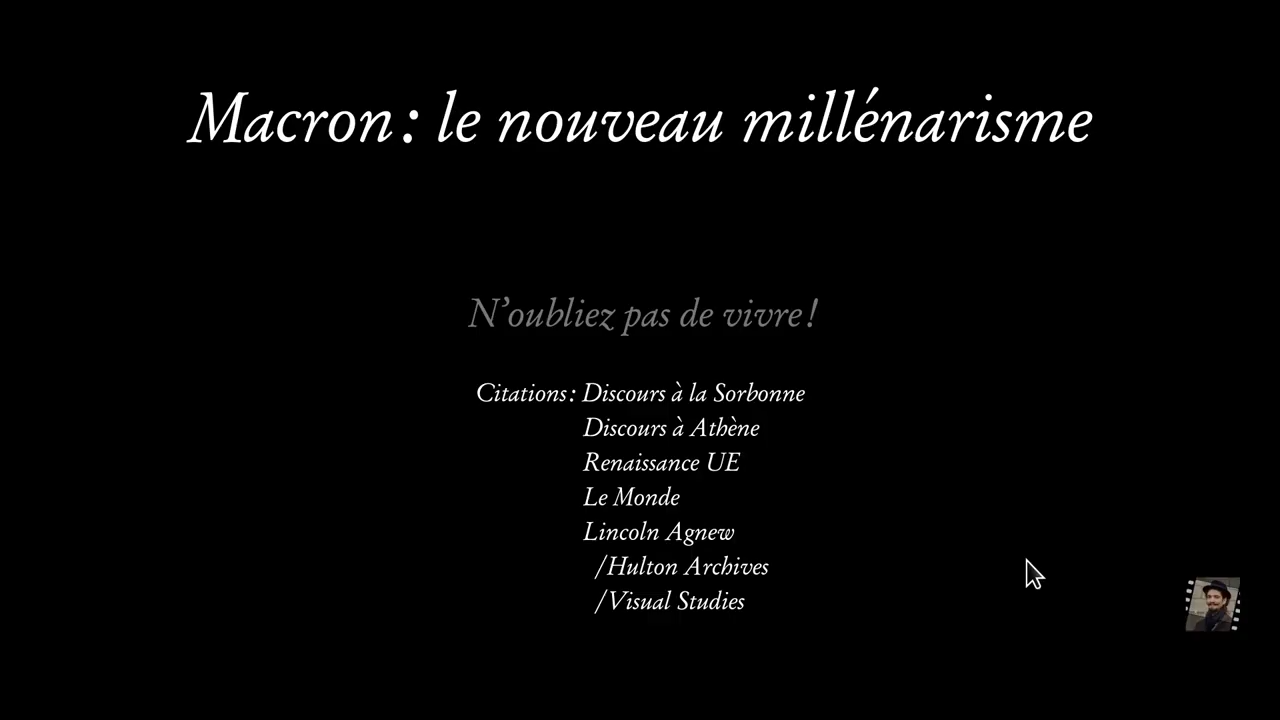 Macron : le nouveau millénarisme
N’oubliez pas de vivre !
Citations : Discours à la Sorbonne
Discours à Athène
Renaissance UE
Le Monde
Lincoln Agnew
/Hulton Archives
/Visual Studies